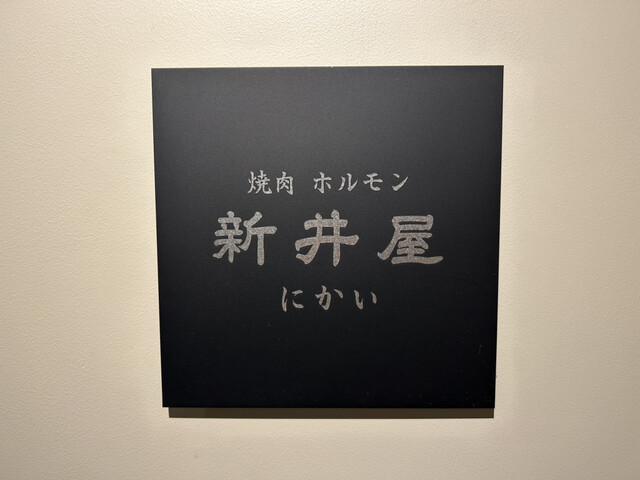 焼肉 ホルモン
新井屋
にかい